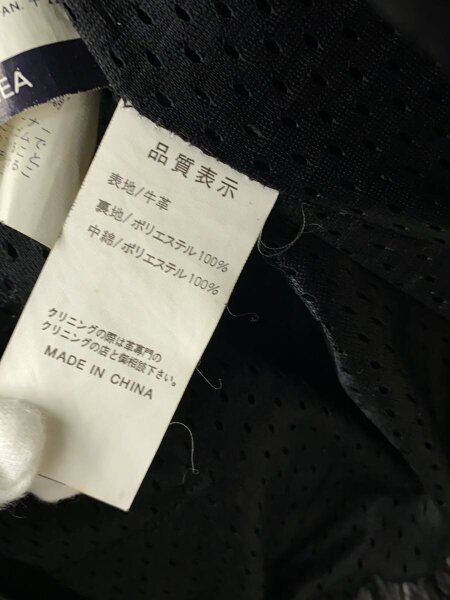 PAN.
EA
品質表示
表地/牛革
裏地/ポリエステル100%
中綿/ポリエステル100%
クリニングの際は革専門の
クリニングの店と御相談下さい。
MADE IN CHINA